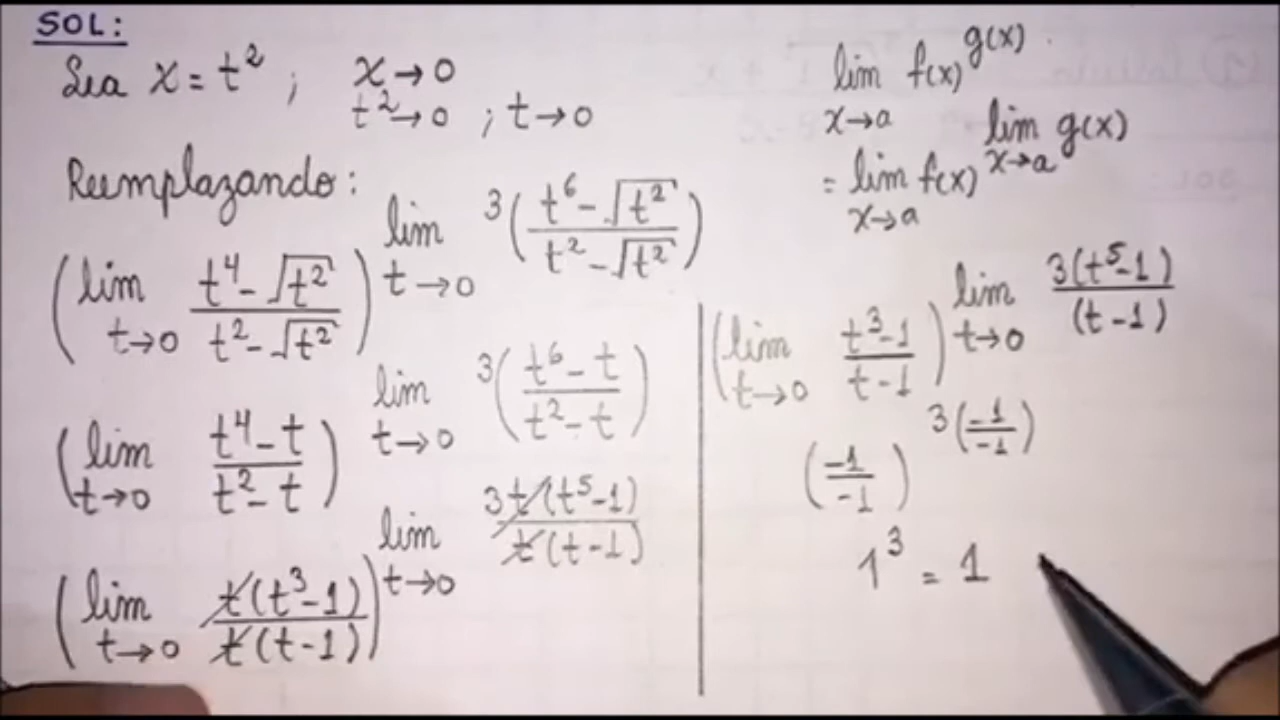 SOL:
Sea x = t² ; x→0
t²→0 ; t→0
Reemplazando:
(lim t→0 (t⁴-√t²)/(t²-√t²))^(lim t→0 3((t⁶-√t²)/(t²-√t²)))
(lim t→0 (t⁴-t)/(t²-t))^(lim t→0 3((t⁶-t)/(t²-t)))
(lim t→0 t(t³-1)/t(t-1))^(lim t→0 3t(t⁵-1)/t(t-1))
lim x→a f(x)^g(x)
= lim x→a f(x)^(lim x→a g(x))
(lim t→0 (t³-1)/(t-1))^(lim t→0 3(t⁵-1)/(t-1))
(-1/-1)^(3(-1/-1))
1³ = 1